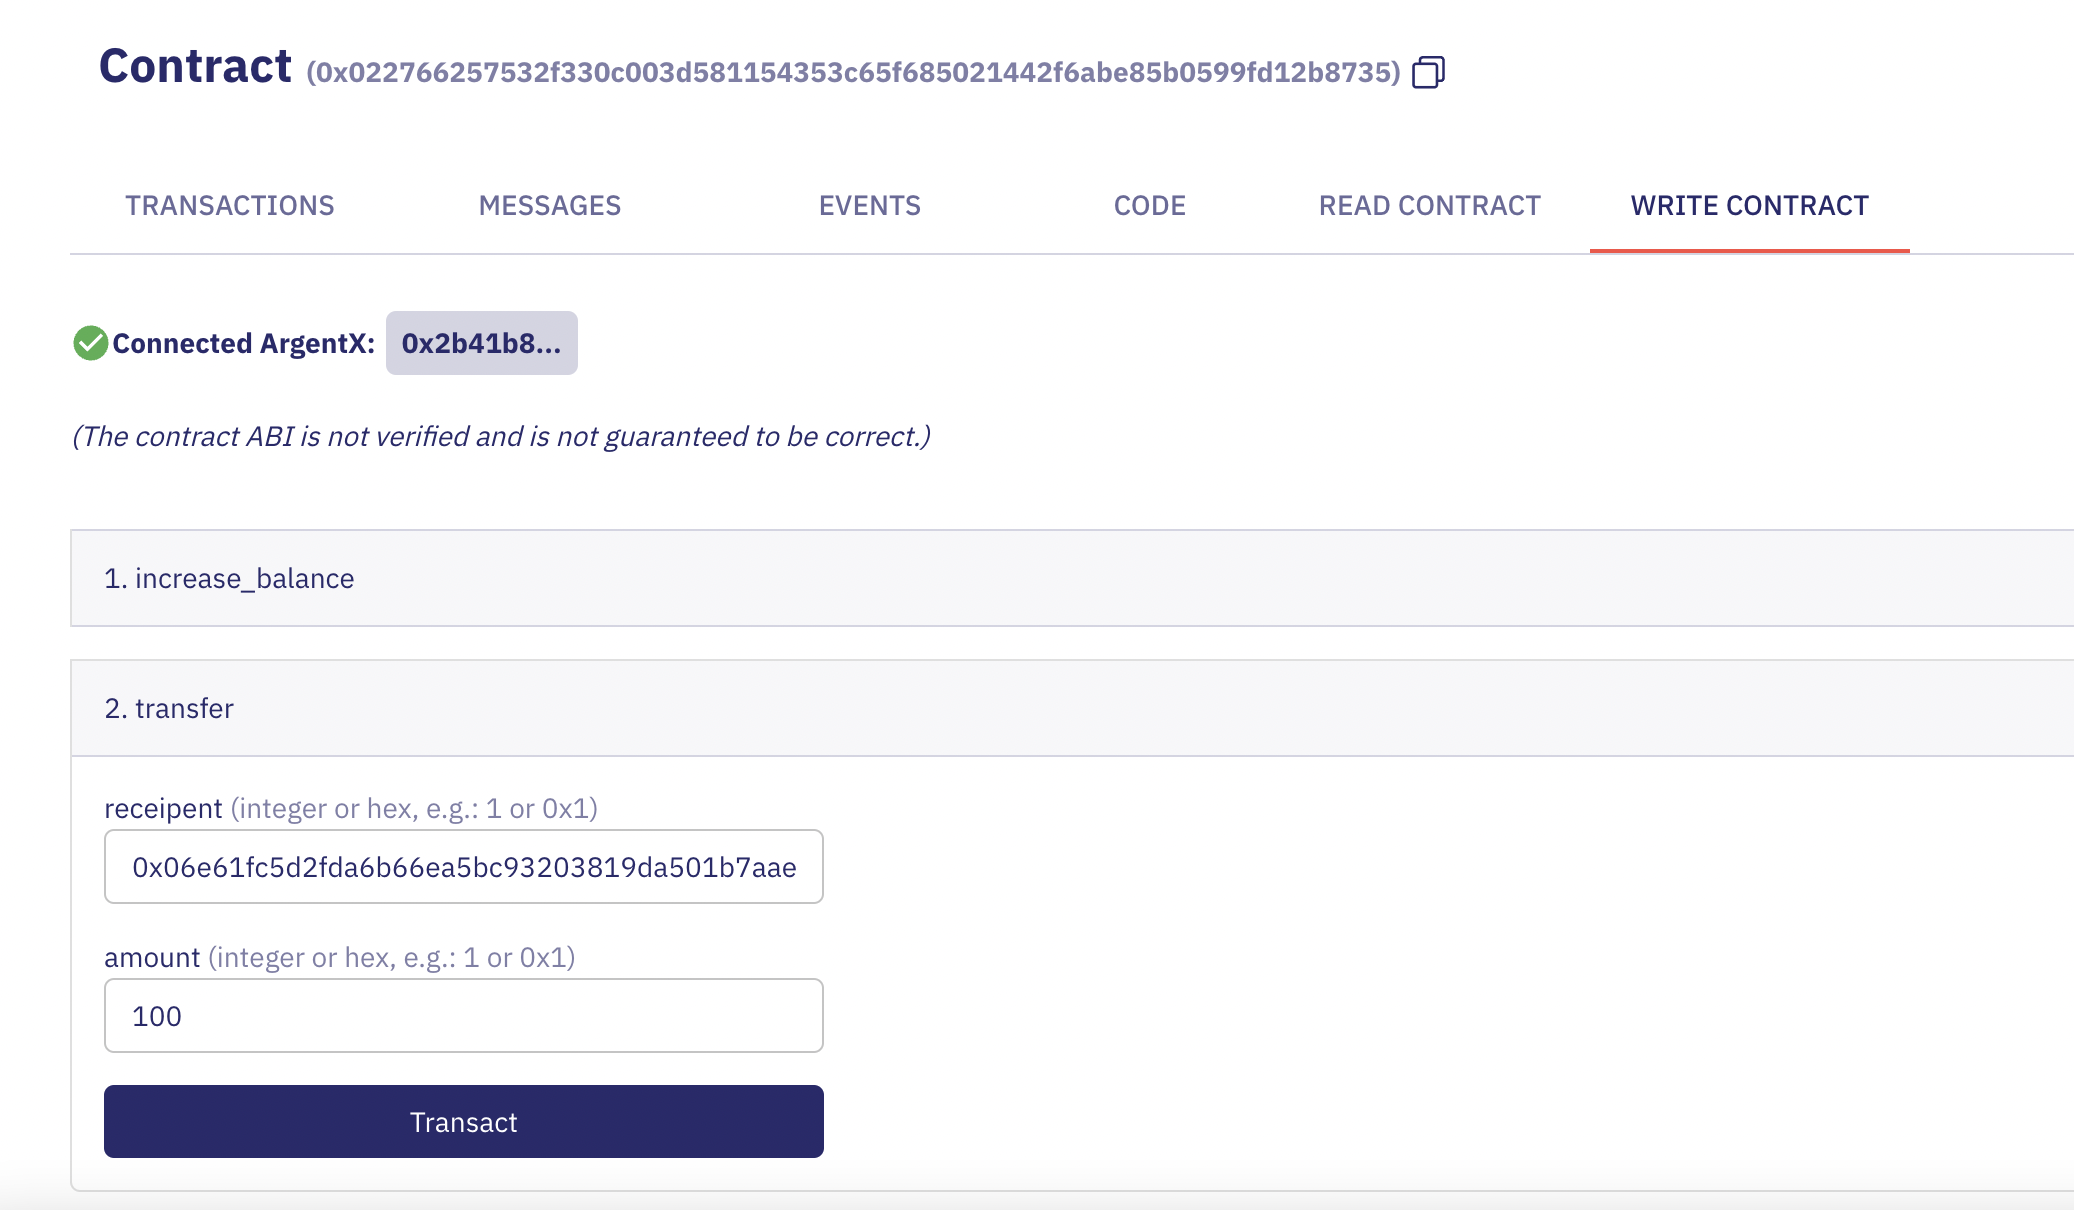 Contract (0x022766257532f330c003d581154353c65f685021442f6abe85b0599fd12b8735)
TRANSACTIONS MESSAGES EVENTS CODE READ CONTRACT WRITE CONTRACT
Connected ArgentX: 0x2b41b8...
(The contract ABI is not verified and is not guaranteed to be correct.)
1. increase_balance
2. transfer
receipent (integer or hex, e.g.: 1 or 0x1)
0x06e61fc5d2fda6b66ea5bc93203819da501b7aae
amount (integer or hex, e.g.: 1 or 0x1)
100
Transact